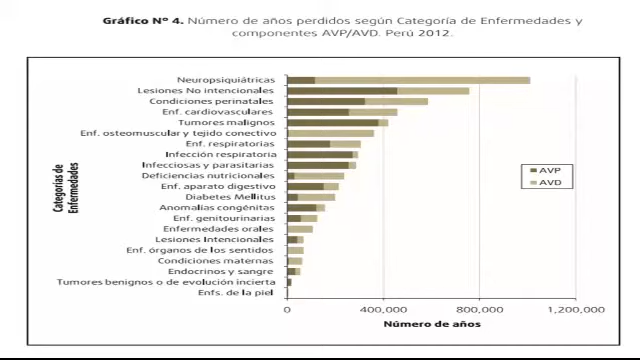 Gráfico Nº 4. Número de años perdidos según Categoría de Enfermedades y
componentes AVP/AVD. Perú 2012.
Categorías de
Enfermedades
Neuropsiquiátricas
Lesiones No intencionales
Condiciones perinatales
Enf. cardiovasculares
Tumores malignos
Enf. osteomuscular y tejido conectivo
Enf. respiratorias
Infección respiratoria
Infecciosas y parasitarias
Deficiencias nutricionales
Enf. aparato digestivo
Diabetes Mellitus
Anomalías congénitas
Enf. genitourinarias
Enfermedades orales
Lesiones Intencionales
Enf. órganos de los sentidos
Condiciones maternas
Endocrinos y sangre
Tumores benignos o de evolución incierta
Enfs. de la piel
AVP
AVD
0 400,000 800,000 1,200,000
Número de años